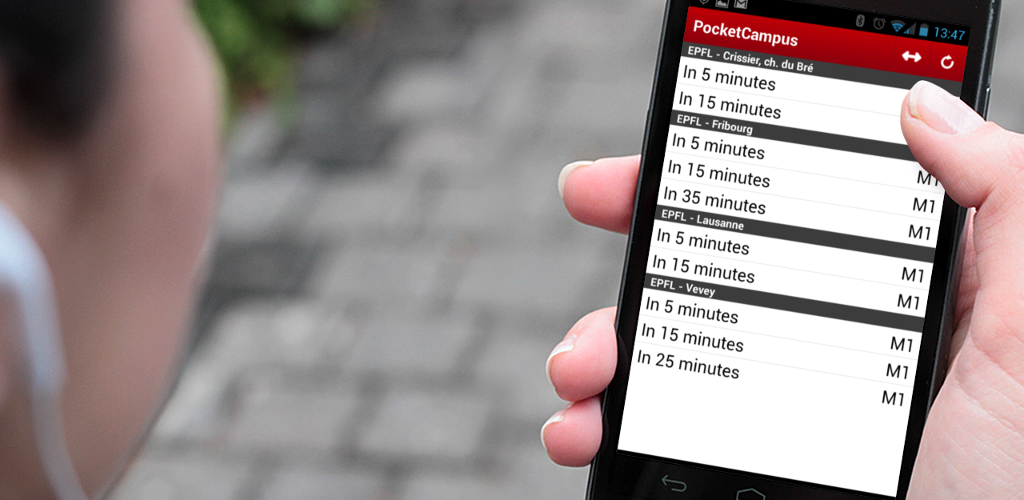 13:47
PocketCampus
EPFL - Crissier, ch. du Bré
In 5 minutes
In 15 minutes
EPFL - Fribourg
In 5 minutes M1
In 15 minutes M1
In 35 minutes M1
EPFL - Lausanne
In 5 minutes M1
In 15 minutes M1
EPFL - Vevey
In 5 minutes M1
In 15 minutes M1
In 25 minutes M1